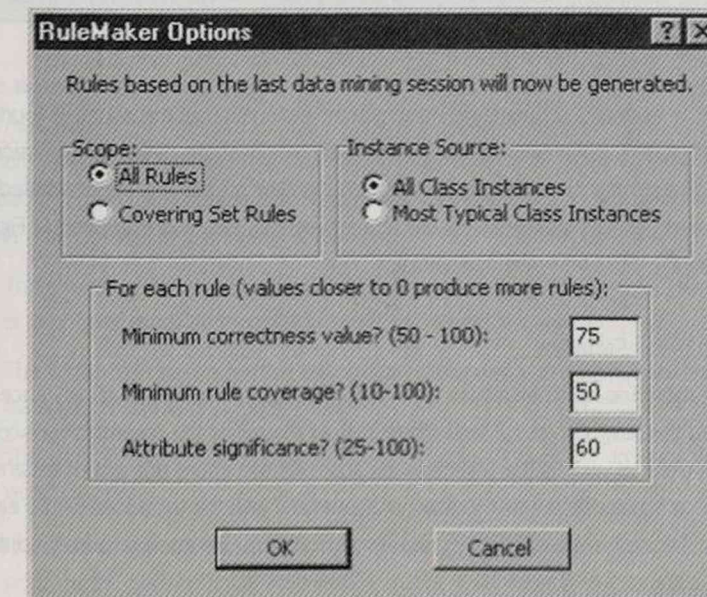 RuleMaker Options
Rules based on the last data mining session will now be generated.
Scope:
All Rules
Covering Set Rules
Instance Source:
All Class Instances
Most Typical Class Instances
For each rule (values closer to 0 produce more rules):
Minimum correctness value? (50 - 100): 75
Minimum rule coverage? (10-100): 50
Attribute significance? (25-100): 60
OK Cancel